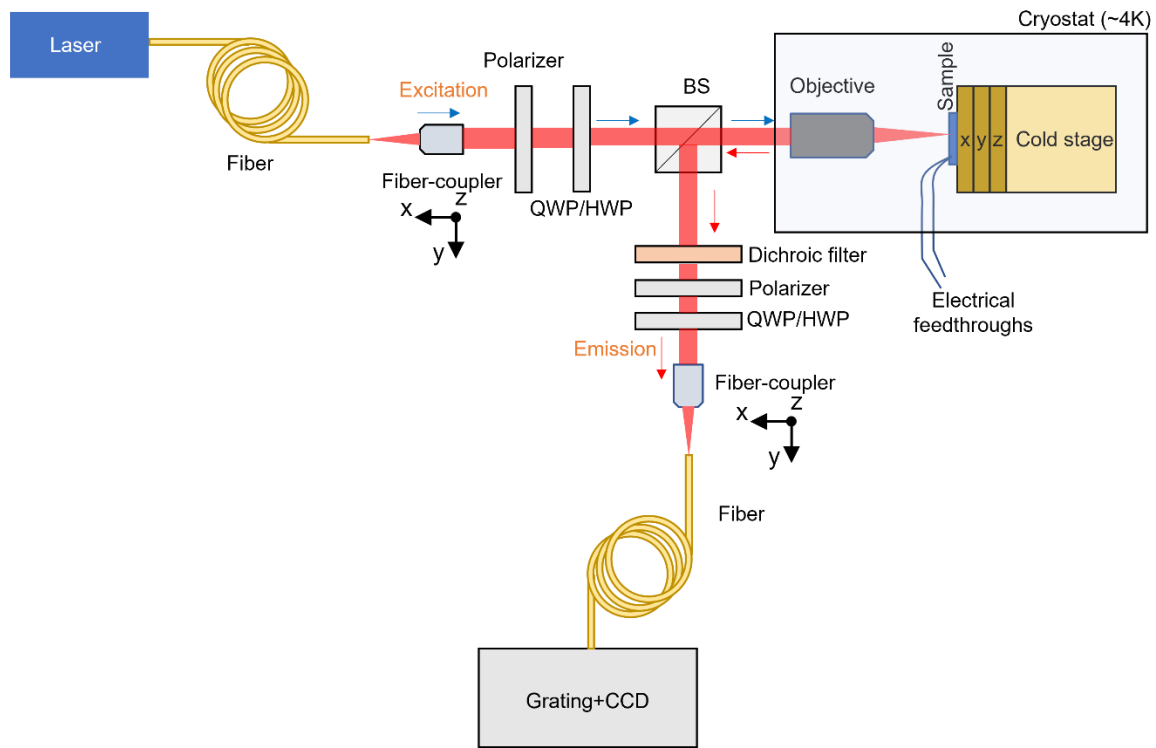 Cryostat (~4K)
Laser
Polarizer
BS
Objective
Sample
Excitation
x
y
z
Cold stage
Fiber
Fiber-coupler
QWP/HWP
x
z
y
Dichroic filter
Polarizer
QWP/HWP
Electrical
feedthroughs
Emission
Fiber-coupler
x
z
y
Fiber
Grating+CCD